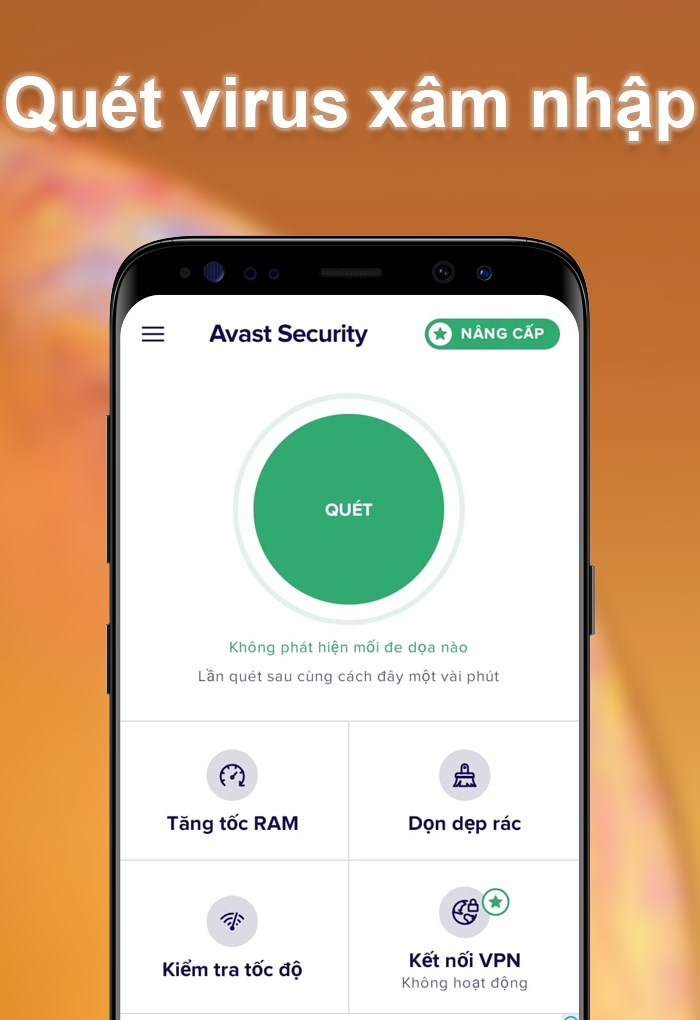 Quét virus xâm nhập
Avast Security
NÂNG CẤP
QUÉT
Không phát hiện mối đe dọa nào
Lần quét sau cùng cách đây một vài phút
Tăng tốc RAM
Dọn dẹp rác
Kiểm tra tốc độ
Kết nối VPN
Không hoạt động